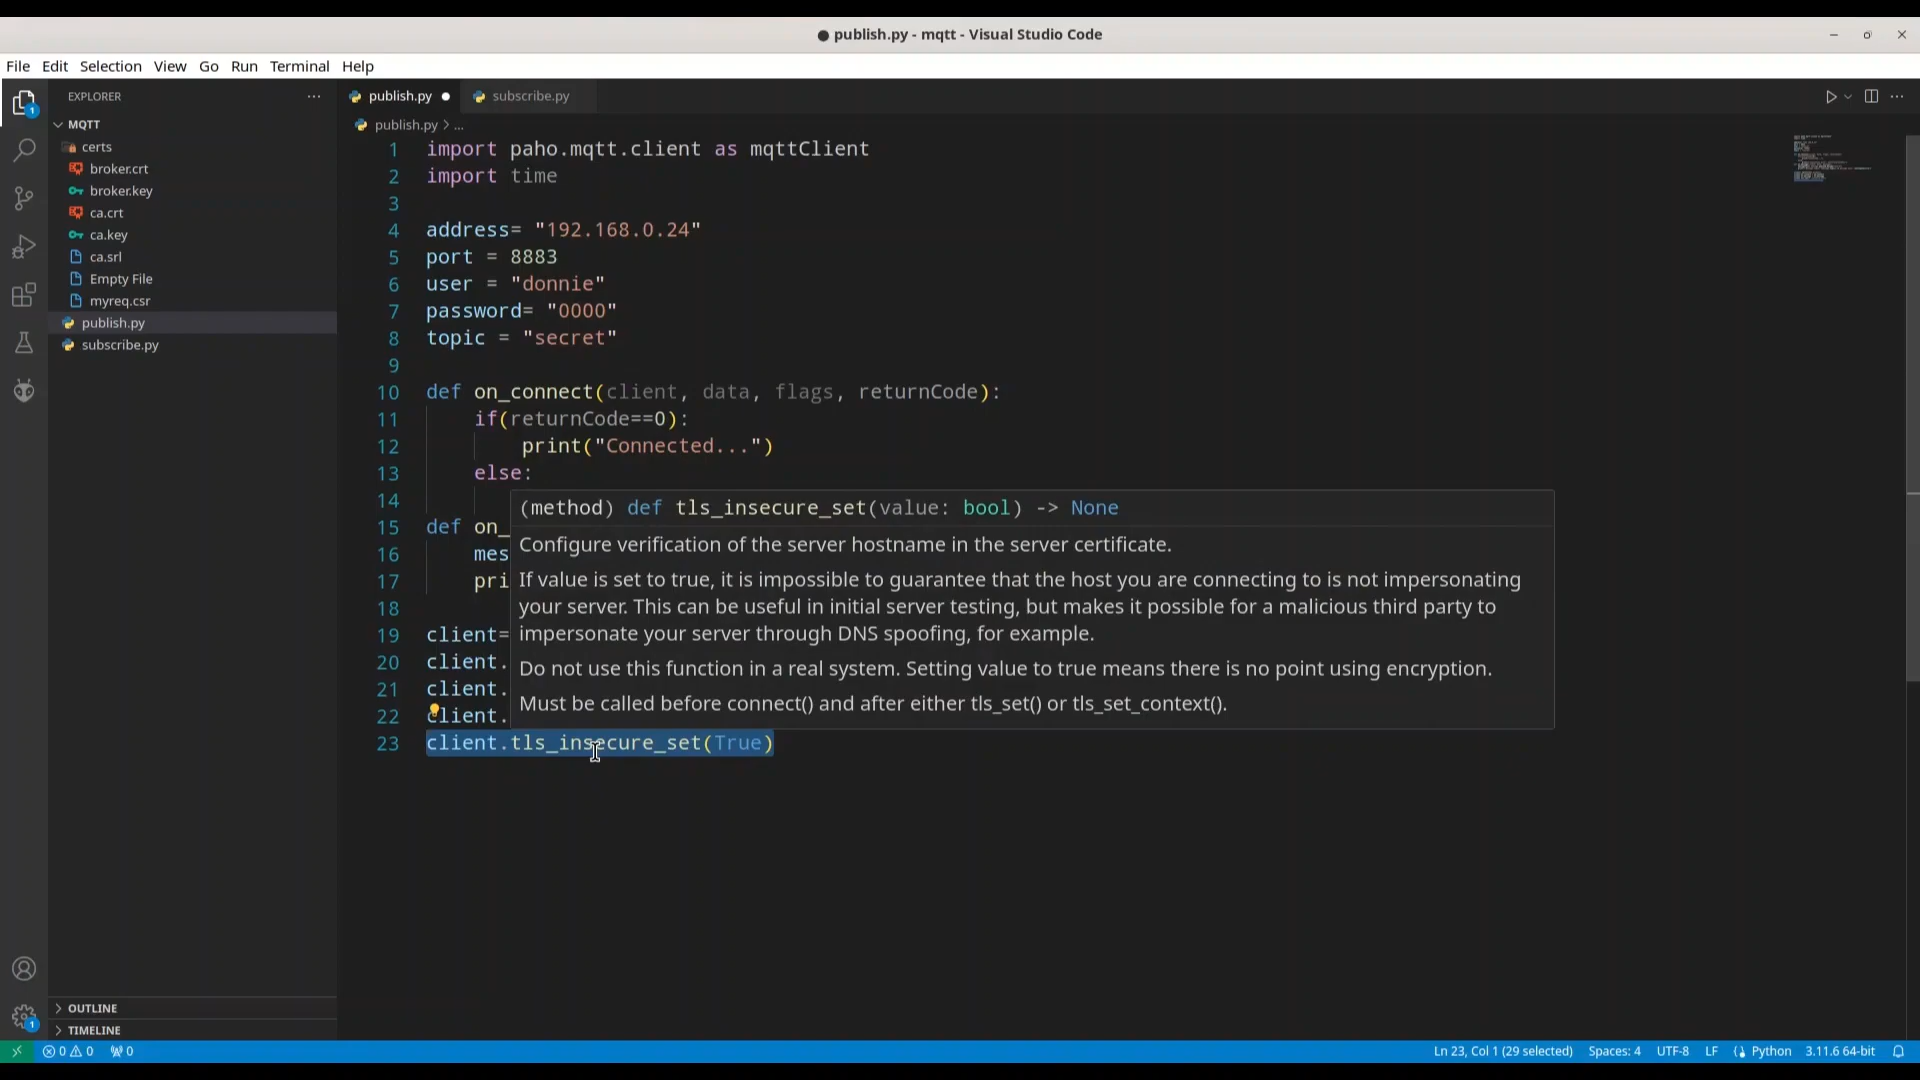 ● publish.py - mqtt - Visual Studio Code
File Edit Selection View Go Run Terminal Help
EXPLORER
publish.py
subscribe.py
MQTT
publish.py > ...
certs
broker.crt
broker.key
ca.crt
ca.key
ca.srl
Empty File
myreq.csr
publish.py
subscribe.py
1 import paho.mqtt.client as mqttClient
2 import time
3
4 address= "192.168.0.24"
5 port = 8883
6 user = "donnie"
7 password= "0000"
8 topic = "secret"
9
10 def on_connect(client, data, flags, returnCode):
11 if(returnCode==0):
12 print("Connected...")
13 else:
14
15 def on_
16 mes
17 pri
18
19 client=
20 client.
21 client.
22 client.
23 client.tls_insecure_set(True)
(method) def tls_insecure_set(value: bool) -> None
Configure verification of the server hostname in the server certificate.
If value is set to true, it is impossible to guarantee that the host you are connecting to is not impersonating
your server. This can be useful in initial server testing, but makes it possible for a malicious third party to
impersonate your server through DNS spoofing, for example.
Do not use this function in a real system. Setting value to true means there is no point using encryption.
Must be called before connect() and after either tls_set() or tls_set_context().
1
1
OUTLINE
TIMELINE
0 0 0
Ln 23, Col 1 (29 selected) Spaces: 4 UTF-8 LF Python 3.11.6 64-bit